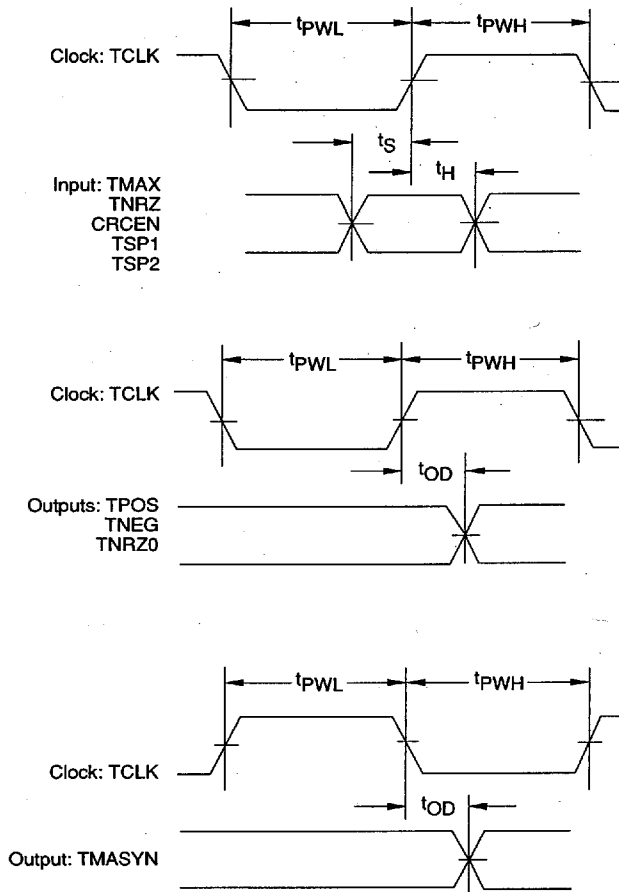 tPWL tPWH
Clock: TCLK
tS
tH
Input: TMAX
TNRZ
CRCEN
TSP1
TSP2
tPWL tPWH
Clock: TCLK
tOD
Outputs: TPOS
TNEG
TNRZ0
tPWL tPWH
Clock: TCLK
tOD
Output: TMASYN